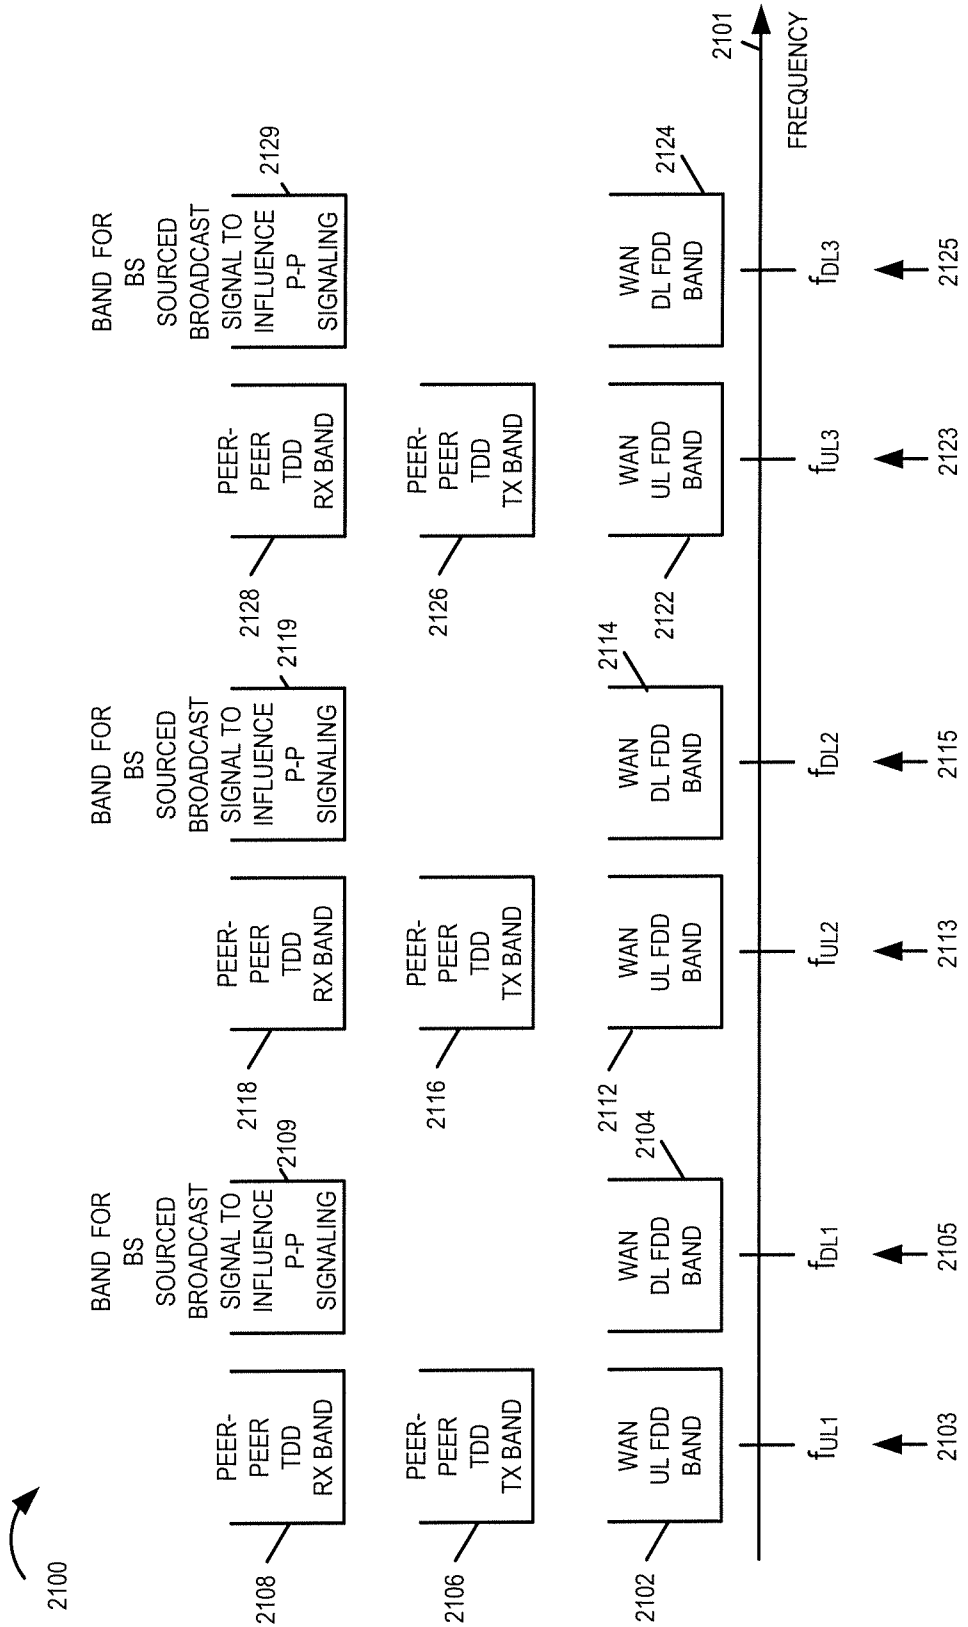 2100
BAND FOR
BS
SOURCED
BROADCAST
SIGNAL TO
INFLUENCE
P-P
SIGNALING
2109
BAND FOR
BS
SOURCED
BROADCAST
SIGNAL TO
INFLUENCE
P-P
SIGNALING
2119
BAND FOR
BS
SOURCED
BROADCAST
SIGNAL TO
INFLUENCE
P-P
SIGNALING
2129
2108
PEER-
PEER
TDD
RX BAND
2118
PEER-
PEER
TDD
RX BAND
2128
PEER-
PEER
TDD
RX BAND
2106
PEER-
PEER
TDD
TX BAND
2116
PEER-
PEER
TDD
TX BAND
2126
PEER-
PEER
TDD
TX BAND
2102
WAN
UL FDD
BAND
WAN
DL FDD
BAND
2104
2112
WAN
UL FDD
BAND
WAN
DL FDD
BAND
2114
2122
WAN
UL FDD
BAND
WAN
DL FDD
BAND
2124
2101
FREQUENCY
fUL1
fDL1
fUL2
fDL2
fUL3
fDL3
2103
2105
2113
2115
2123
2125